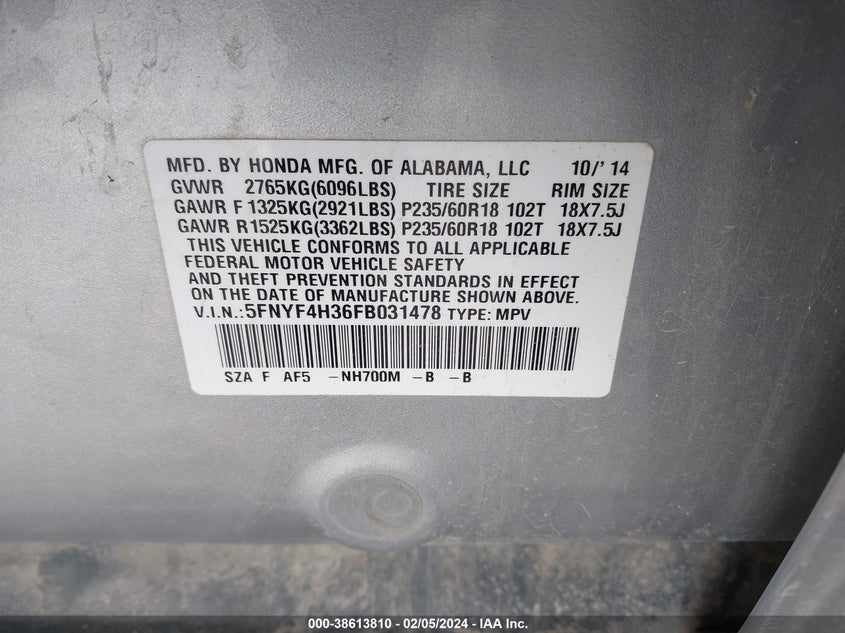 MFD. BY HONDA MFG. OF ALABAMA, LLC 10/'14
GVWR 2765KG(6096LBS) TIRE SIZE RIM SIZE
GAWR F 1325KG(2921LBS) P235/60R18 102T 18X7.5J
GAWR R1525KG(3362LBS) P235/60R18 102T 18X7.5J
THIS VEHICLE CONFORMS TO ALL APPLICABLE
FEDERAL MOTOR VEHICLE SAFETY
AND THEFT PREVENTION STANDARDS IN EFFECT
ON THE DATE OF MANUFACTURE SHOWN ABOVE.
V.I.N.:5FNYF4H36FB031478 TYPE: MPV
SZA F AF5 -NH700M -B -B
000-38613810 - 02/05/2024 - IAA Inc.